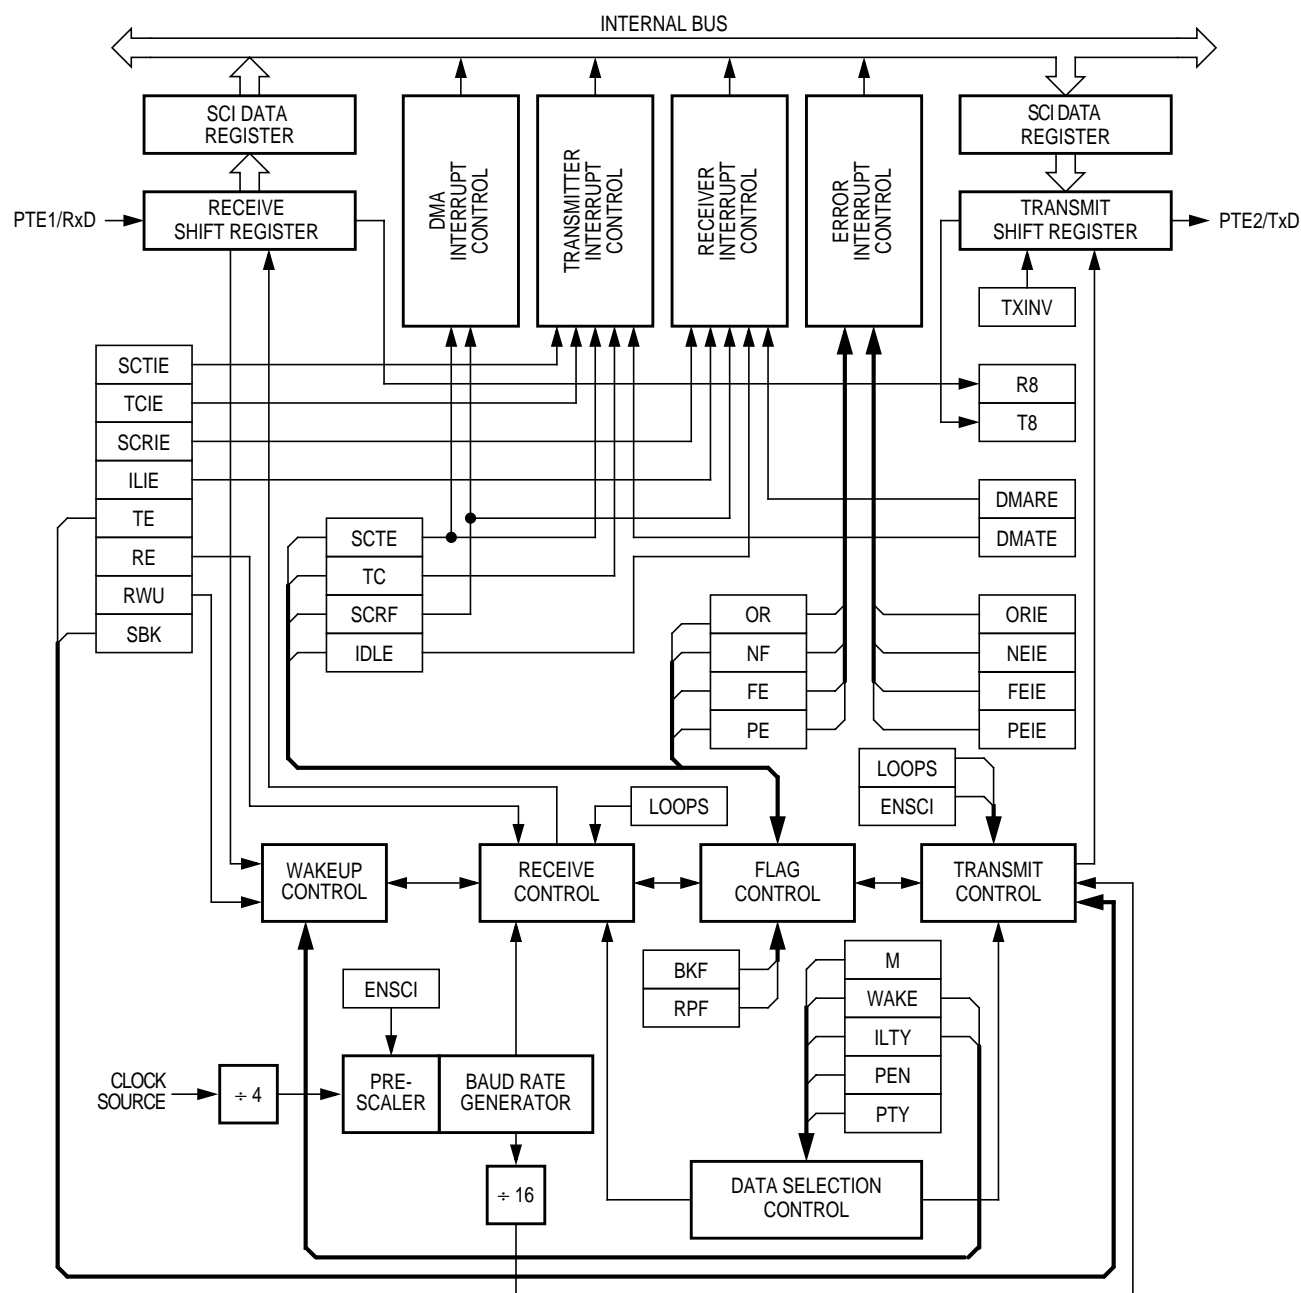 INTERNAL BUS
SCI DATA
REGISTER
SCI DATA
REGISTER
DMA
INTERRUPT
CONTROL
TRANSMITTER
INTERRUPT
CONTROL
RECEIVER
INTERRUPT
CONTROL
ERROR
INTERRUPT
CONTROL
PTE1/RxD
RECEIVE
SHIFT REGISTER
TRANSMIT
SHIFT REGISTER
PTE2/TxD
TXINV
SCTIE
TCIE
SCRIE
ILIE
TE
RE
RWU
SBK
R8
T8
DMARE
DMATE
SCTE
TC
SCRF
IDLE
OR
NF
FE
PE
ORIE
NEIE
FEIE
PEIE
LOOPS
ENSCI
LOOPS
WAKEUP
CONTROL
RECEIVE
CONTROL
FLAG
CONTROL
TRANSMIT
CONTROL
BKF
RPF
M
WAKE
ILTY
PEN
PTY
ENSCI
CLOCK
SOURCE
÷ 4
PRE-
SCALER
BAUD RATE
GENERATOR
÷ 16
DATA SELECTION
CONTROL